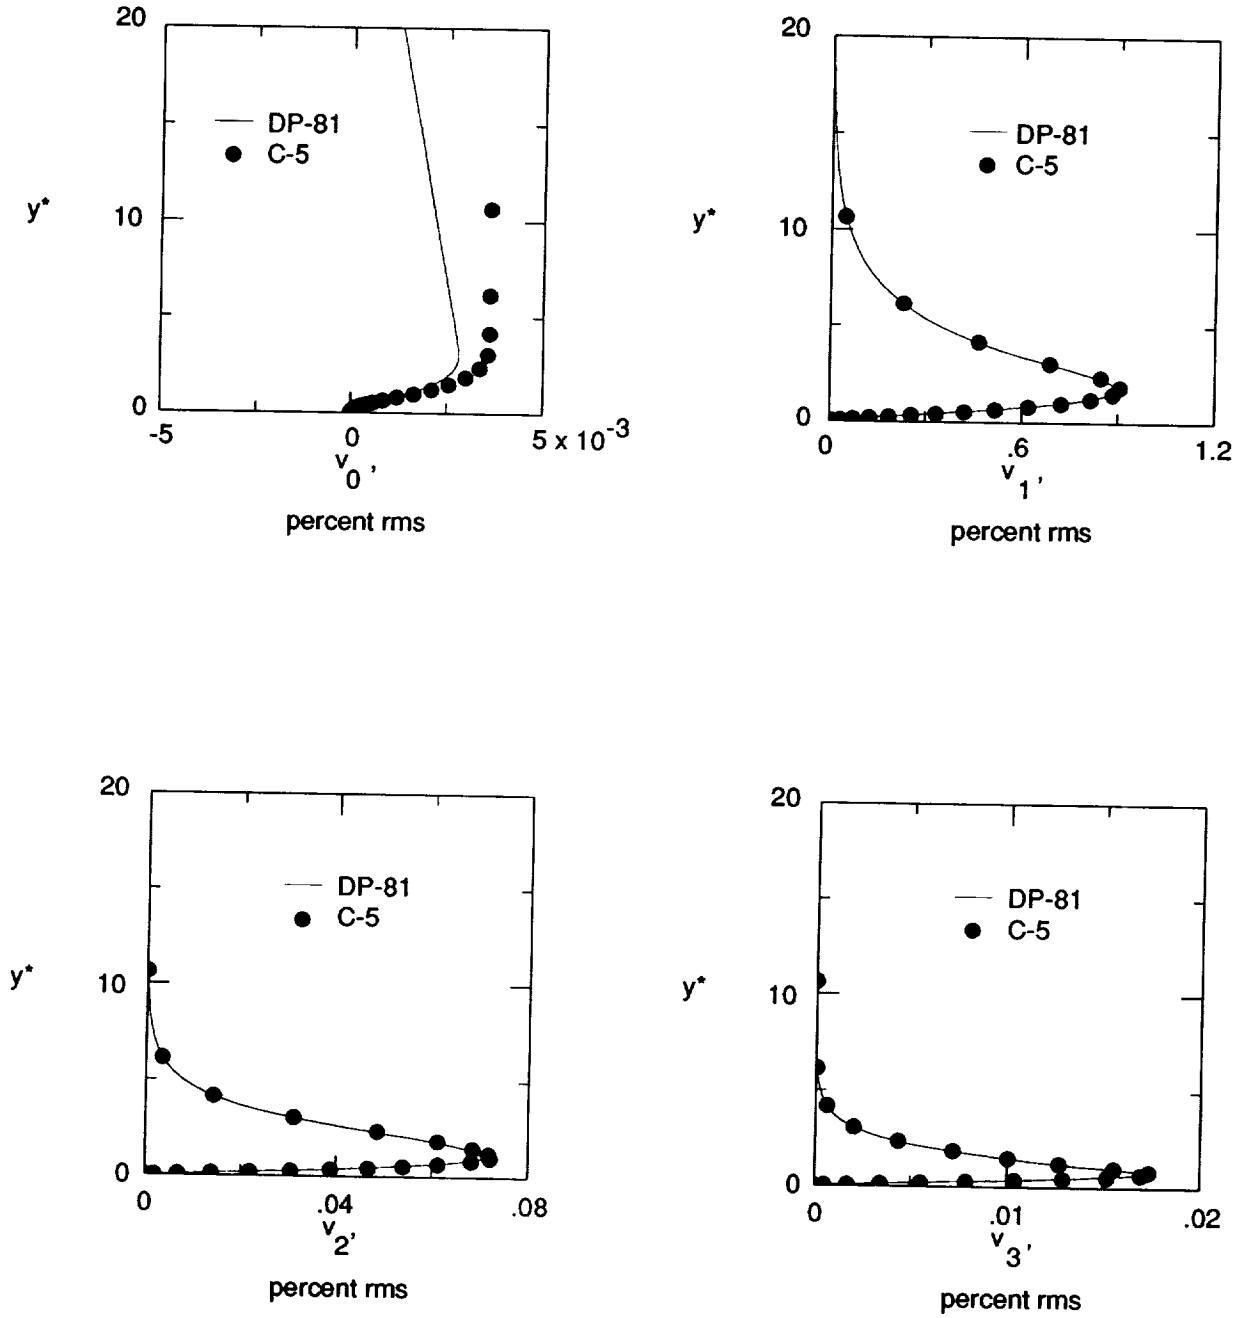 20
DP-81
C-5
y*
10
0
-5
0
5 x 10-3
v0,
percent rms
20
DP-81
C-5
y*
10
0
0
.6
1.2
v1,
percent rms
20
DP-81
C-5
y*
10
0
0
.04
.08
v2,
percent rms
20
DP-81
C-5
y*
10
0
0
.01
.02
v3,
percent rms